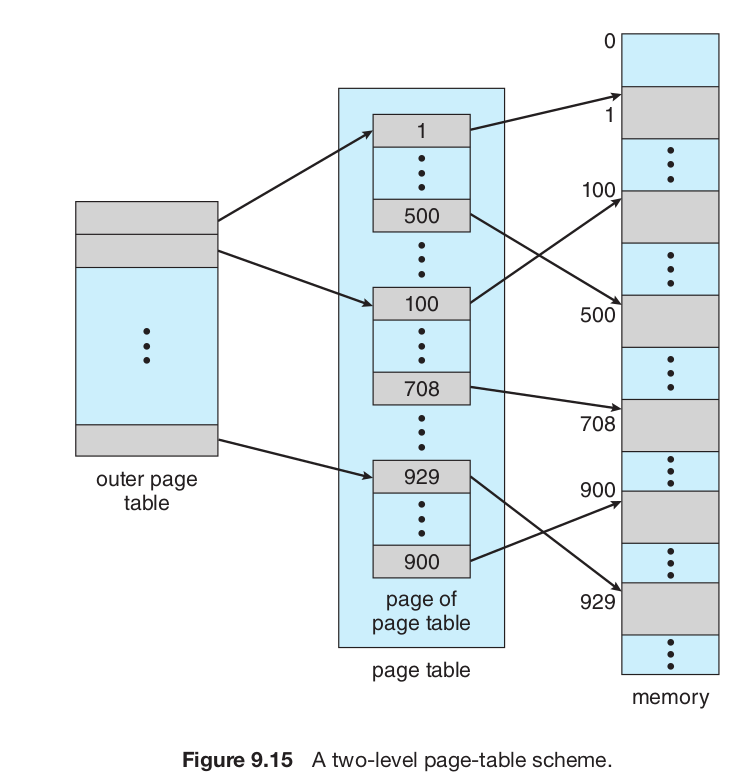 0
1
1
100
500
100
500
708
708
929
900
900
929
outer page
table
page of
page table
page table
memory
Figure 9.15 A two-level page-table scheme.